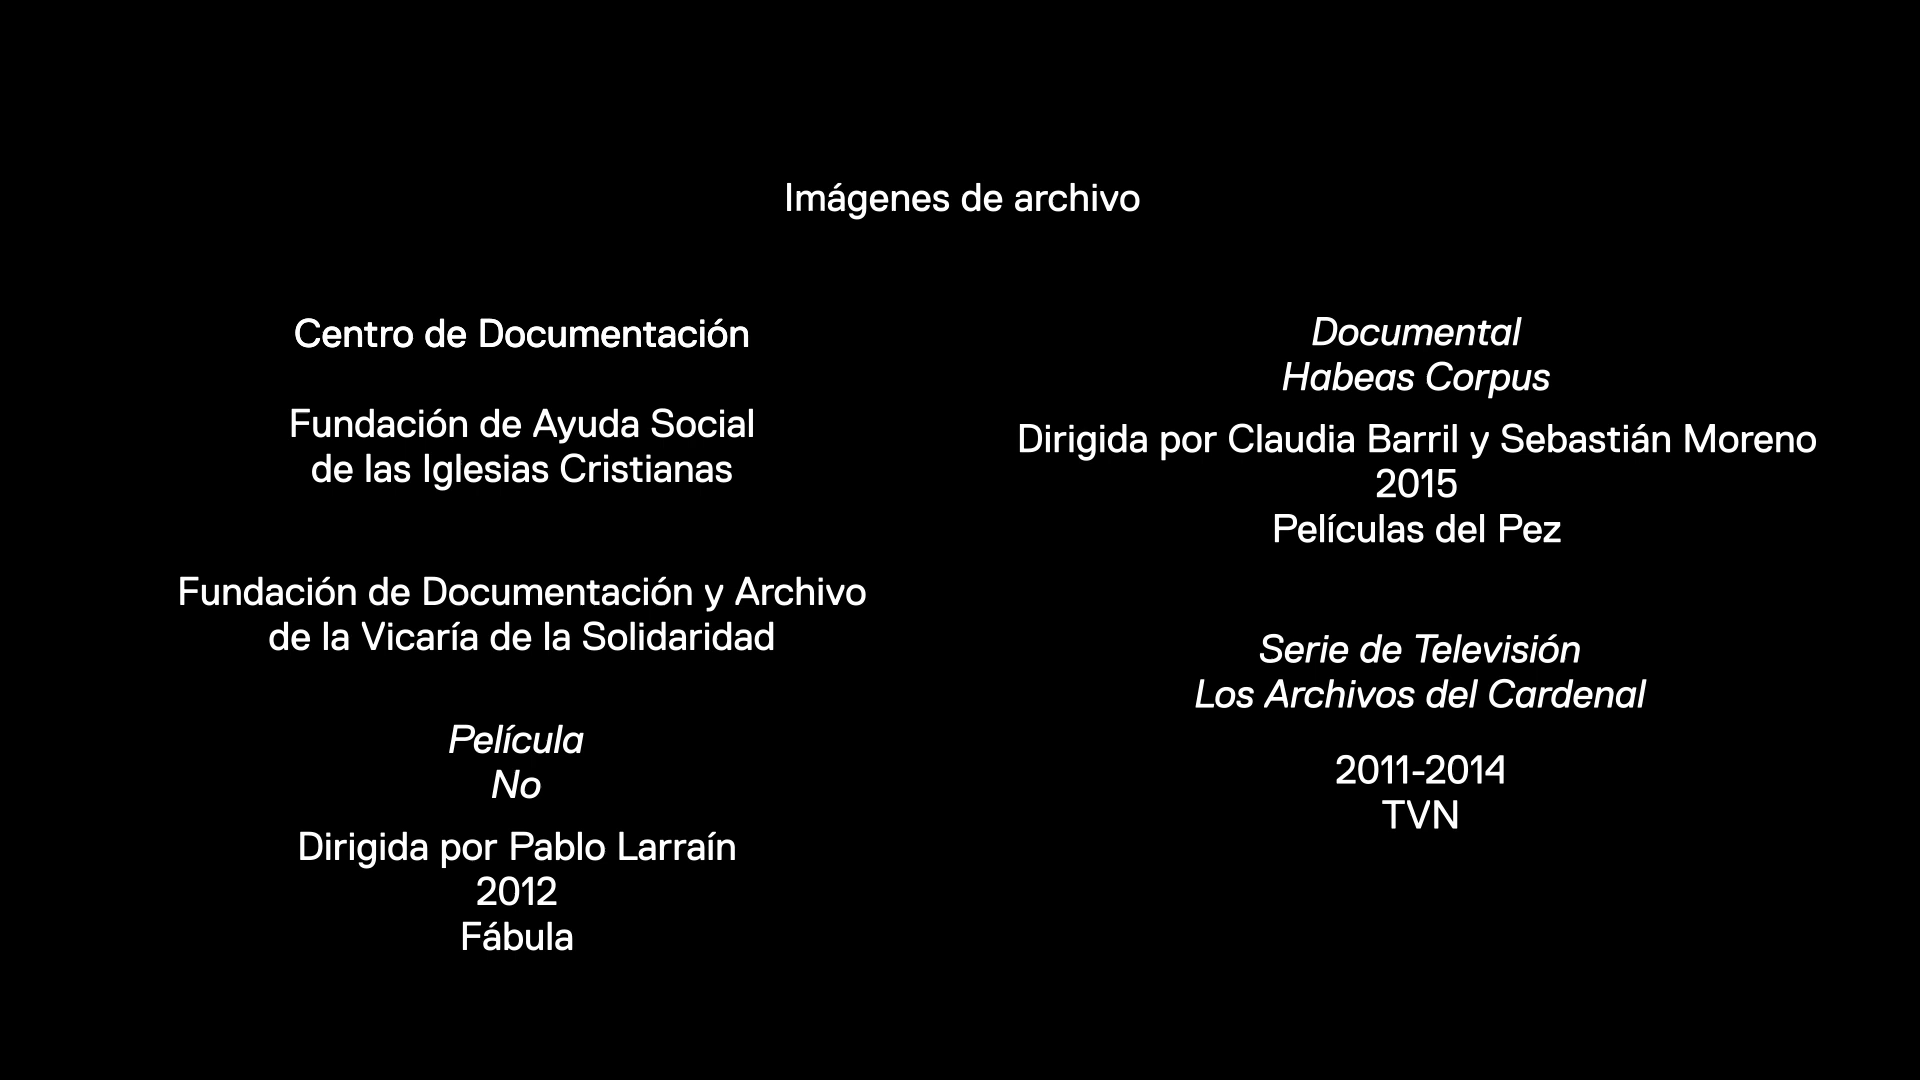 Imágenes de archivo
Centro de Documentación
Fundación de Ayuda Social
de las Iglesias Cristianas
Fundación de Documentación y Archivo
de la Vicaría de la Solidaridad
Película
No
Dirigida por Pablo Larraín
2012
Fábula
Documental
Habeas Corpus
Dirigida por Claudia Barril y Sebastián Moreno
2015
Películas del Pez
Serie de Televisión
Los Archivos del Cardenal
2011-2014
TVN